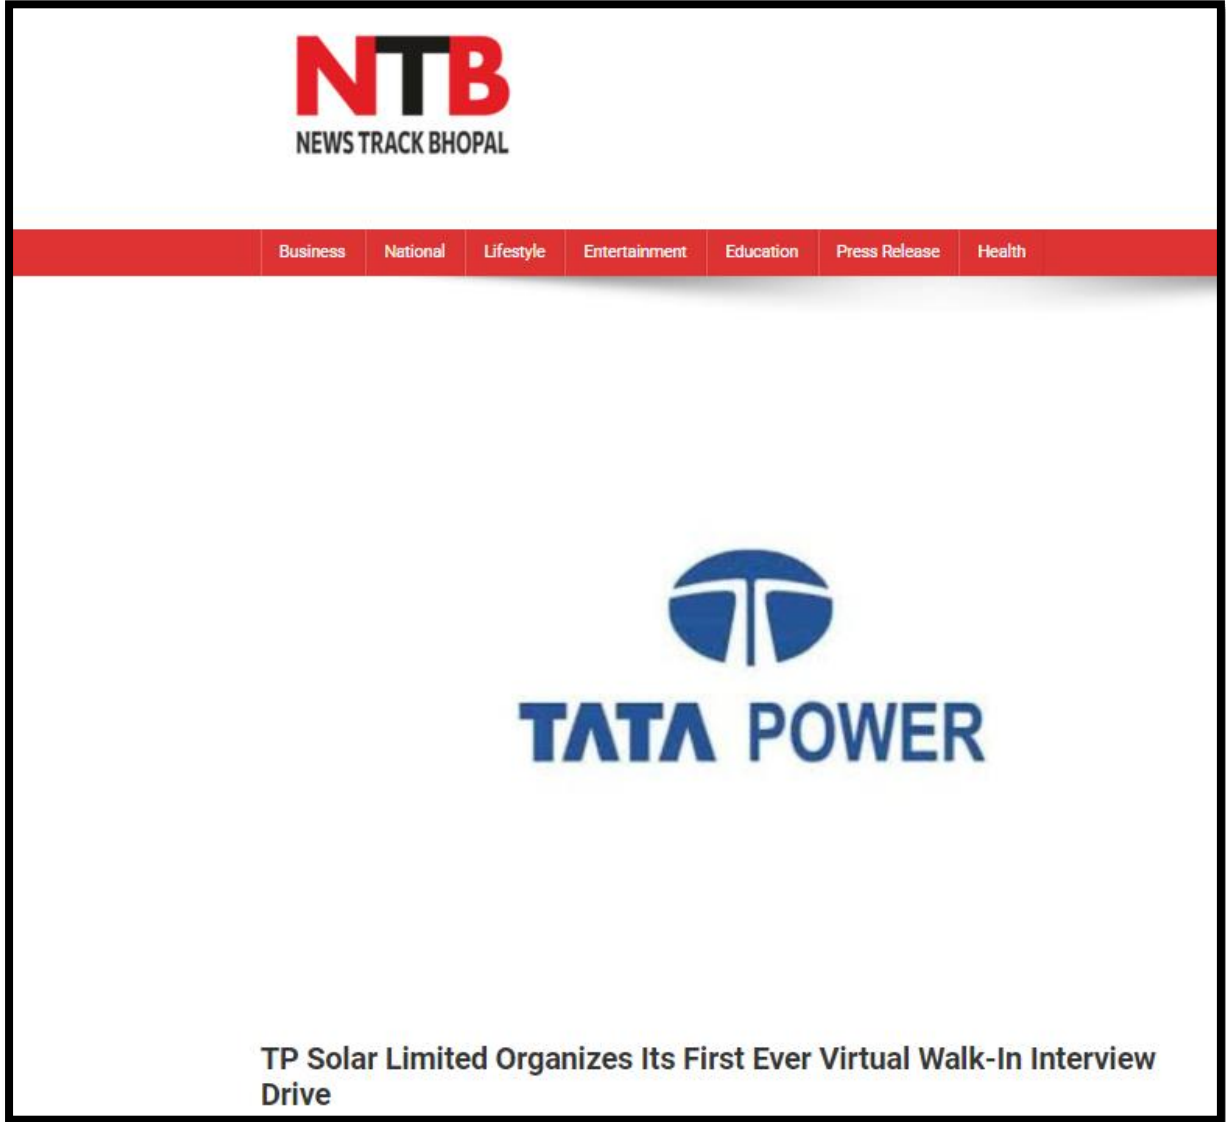 NTB
NEWS TRACK BHOPAL
Business National Lifestyle Entertainment Education Press Release Health
TATA POWER
TP Solar Limited Organizes Its First Ever Virtual Walk-In Interview
Drive